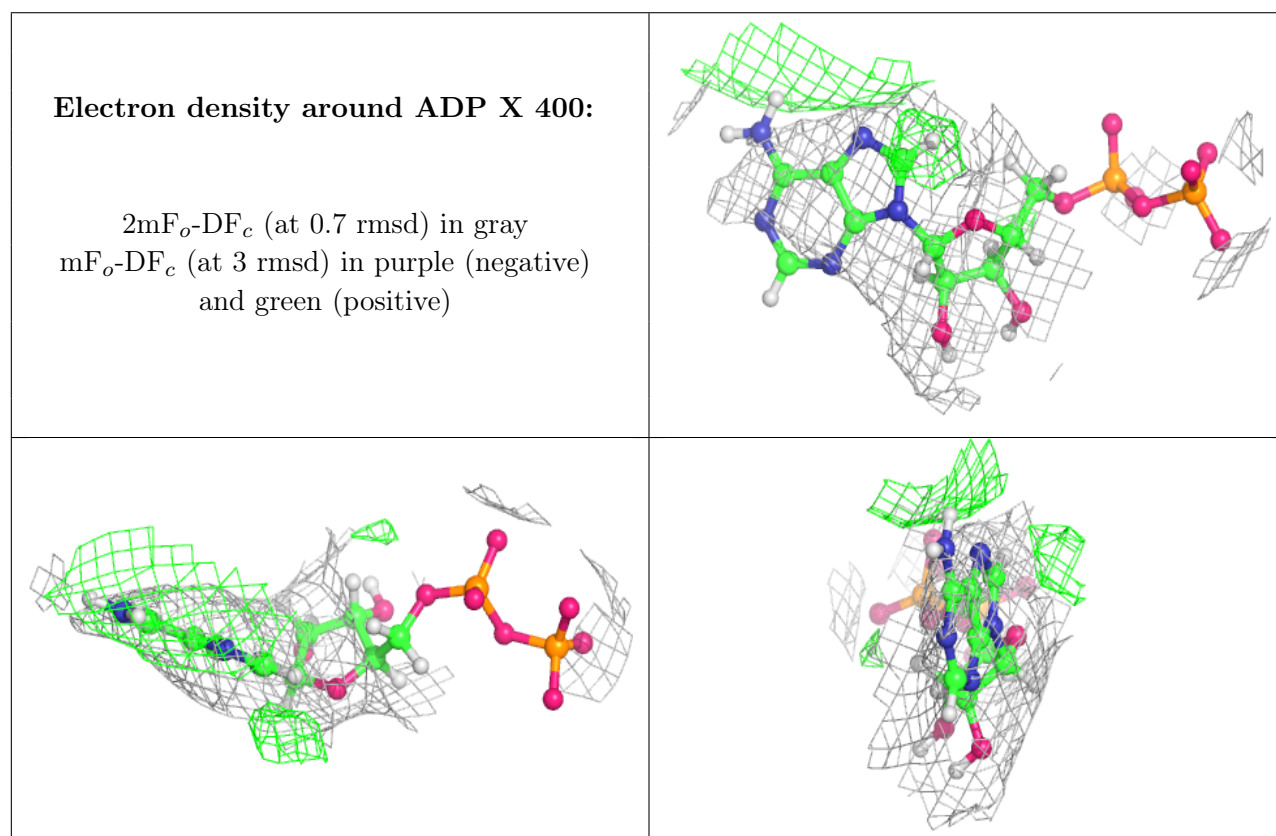 Electron density around ADP X 400:
2mFo-DFc (at 0.7 rmsd) in gray
mFo-DFc (at 3 rmsd) in purple (negative)
and green (positive)